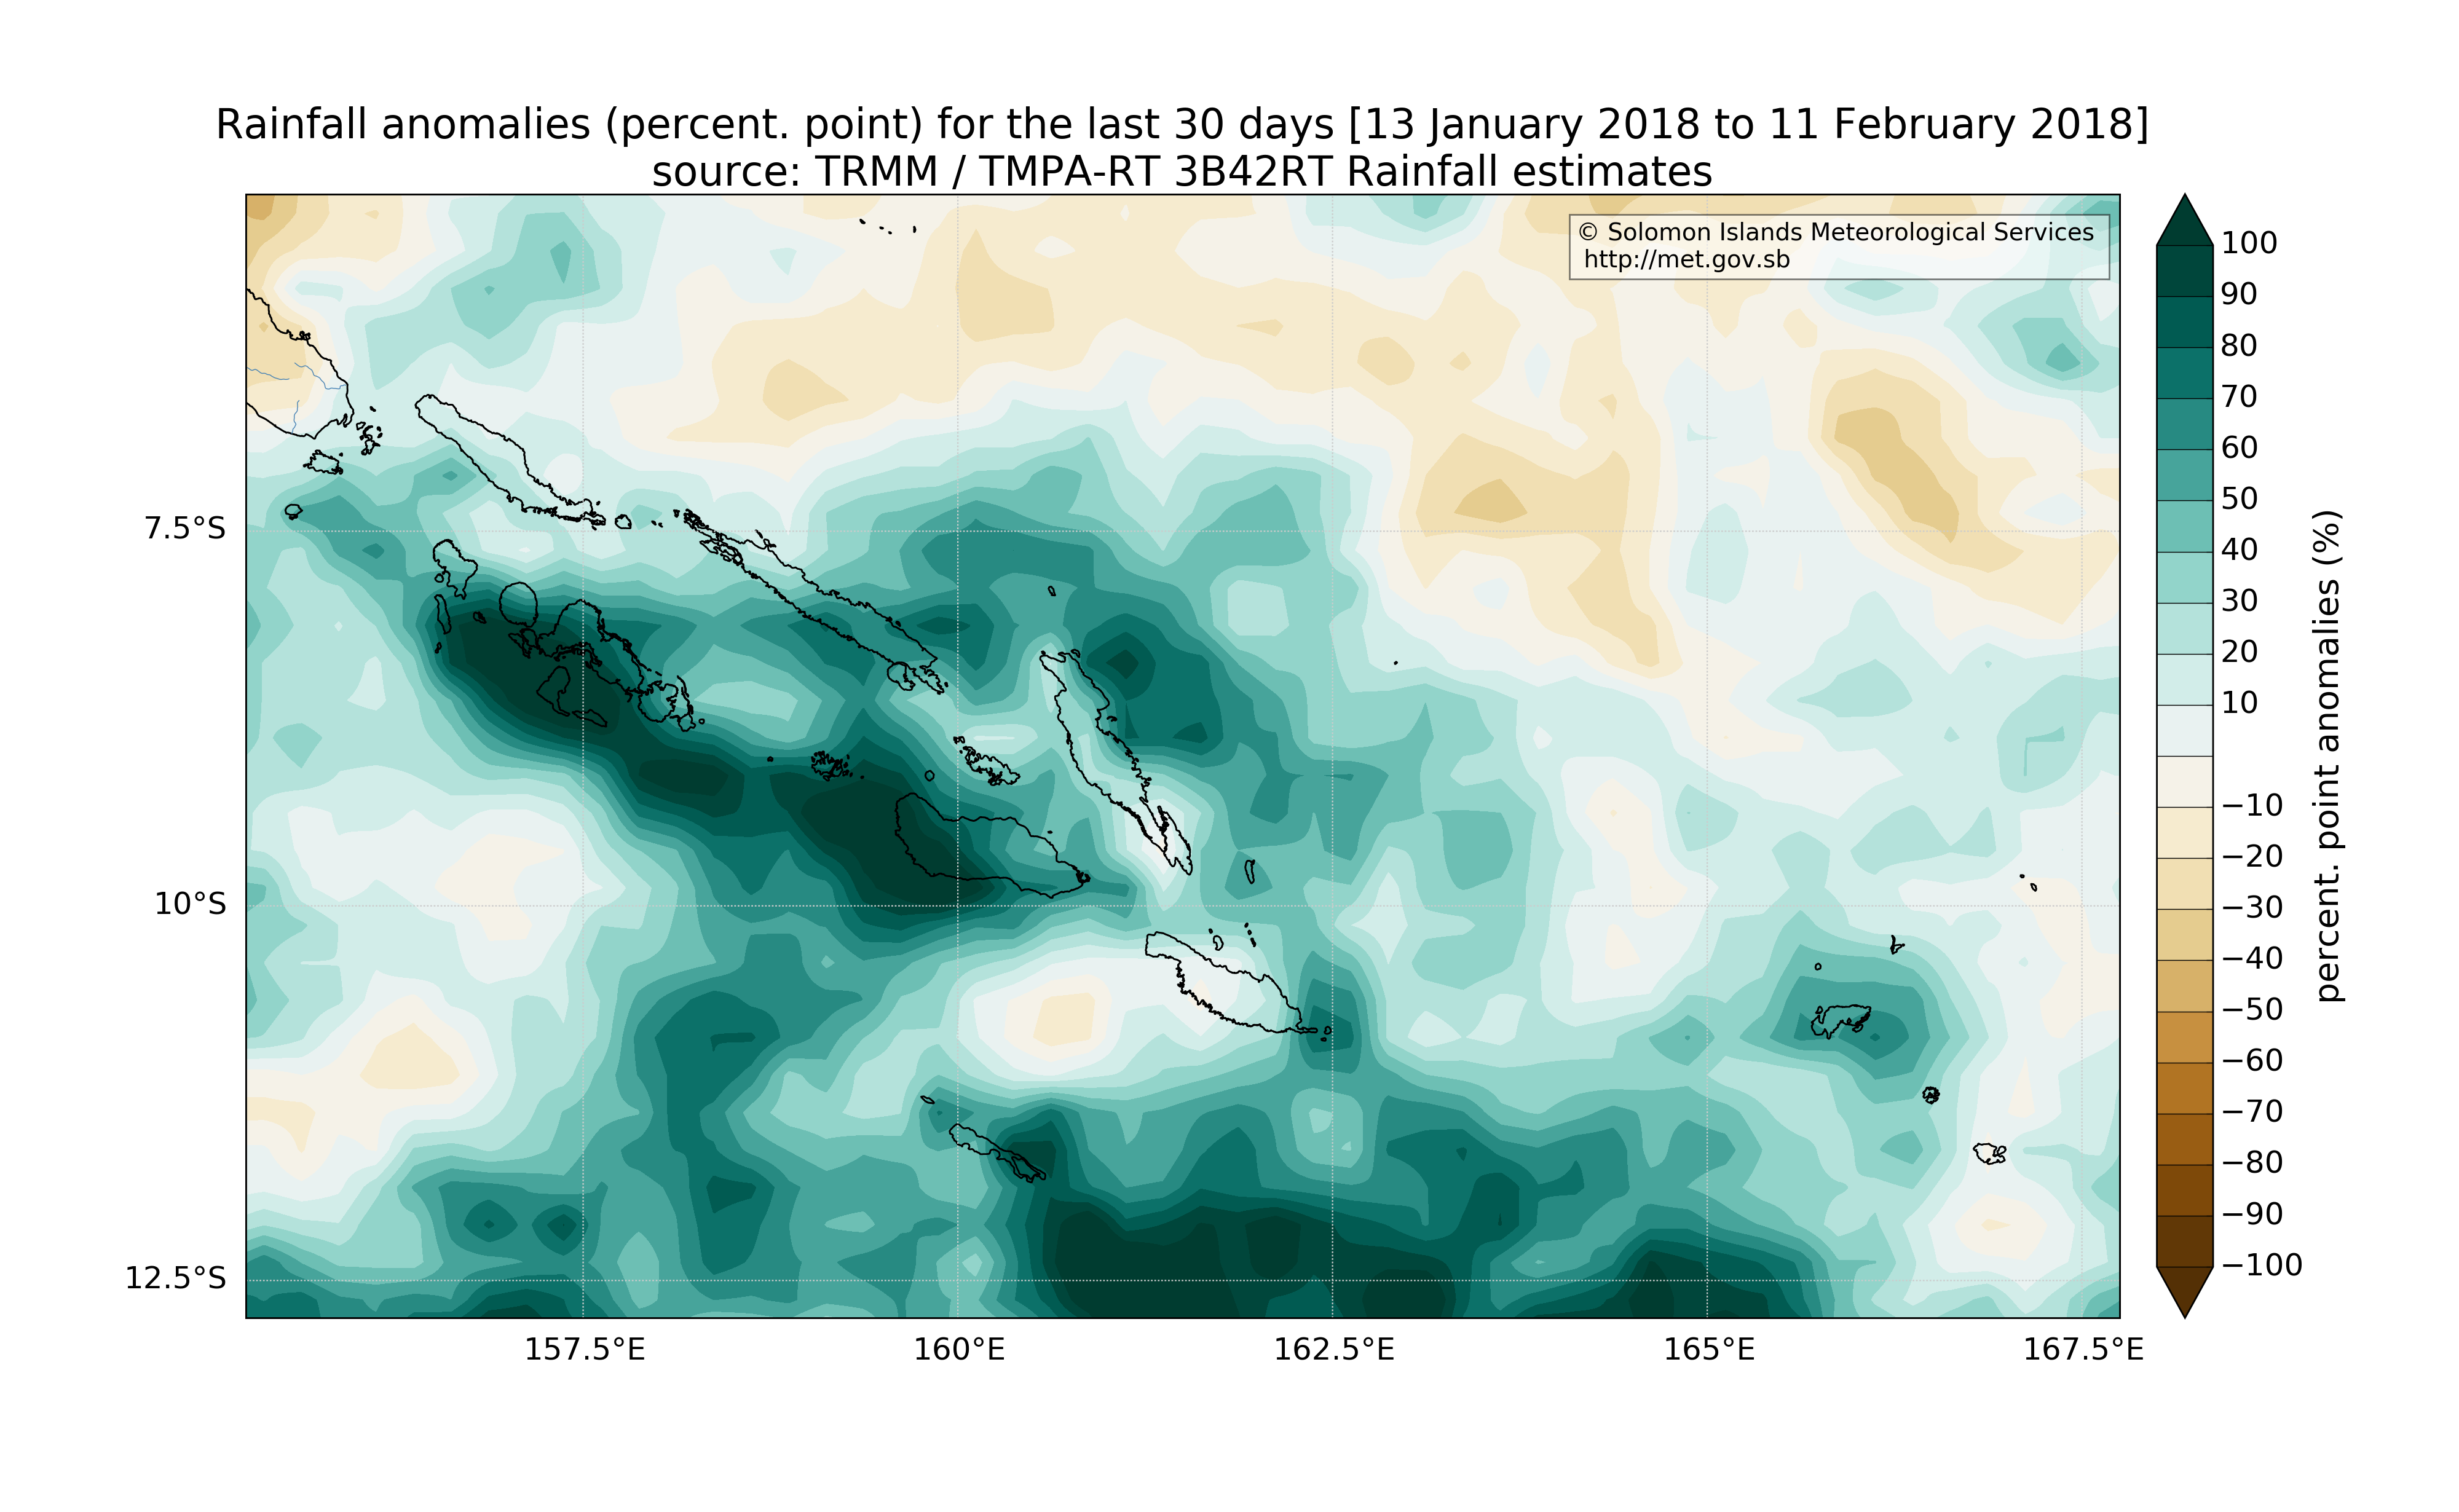 Rainfall anomalies (percent. point) for the last 30 days [13 January 2018 to 11 February 2018]
source: TRMM / TMPA-RT 3B42RT Rainfall estimates
© Solomon Islands Meteorological Services
http://met.gov.sb
7.5°S
10°S
12.5°S
157.5°E
160°E
162.5°E
165°E
167.5°E
100
90
80
70
60
50
40
30
20
10
−10
−20
−30
−40
−50
−60
−70
−80
−90
−100
percent. point anomalies (%)